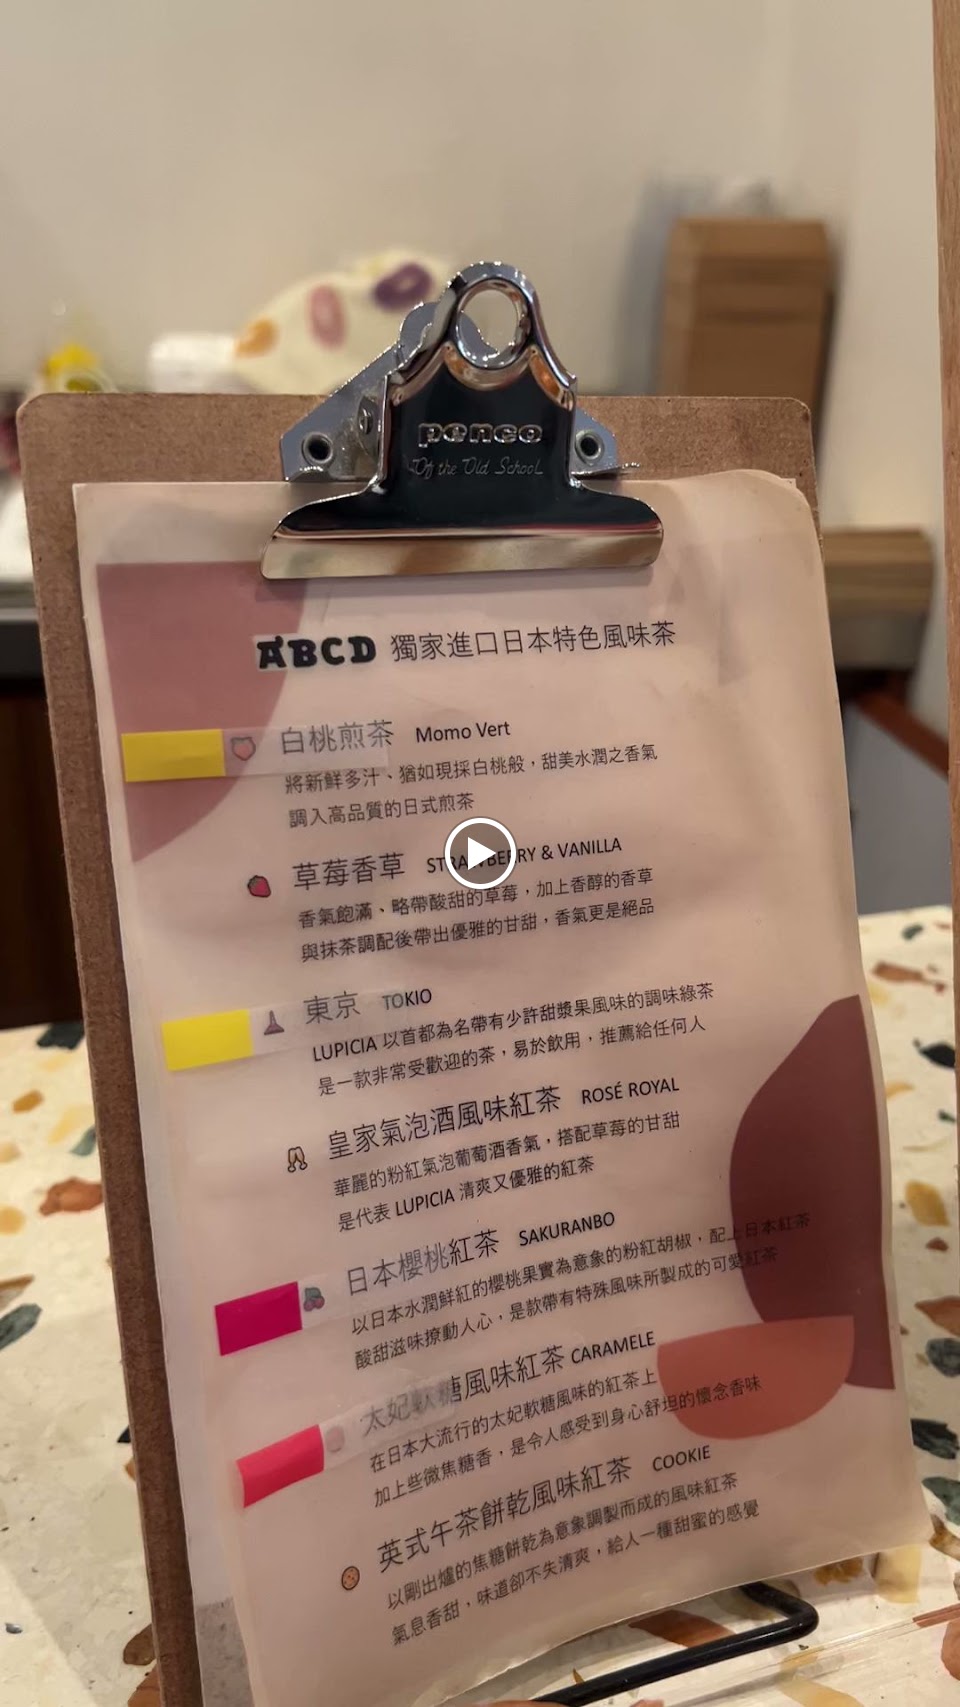 penco
Of the Old School
ABCD 獨家進口日本特色風味茶
白桃煎茶 Momo Vert
將新鮮多汁、猶如現採白桃般，甜美水潤之香氣
調入高品質的日式煎茶
草莓香草 STRAWBERRY & VANILLA
香氣飽滿、略帶酸甜的草莓，加上香醇的香草
與抹茶調配後帶出優雅的甘甜，香氣更是絕品
東京 TOKIO
LUPICIA 以首都為名帶有少許甜漿果風味的調味綠茶
是一款非常受歡迎的茶，易於飲用，推薦給任何人
皇家氣泡酒風味紅茶 ROSÉ ROYAL
華麗的粉紅氣泡葡萄酒香氣，搭配草莓的甘甜
是代表 LUPICIA 清爽又優雅的紅茶
日本櫻桃紅茶 SAKURANBO
以日本水潤鮮紅的櫻桃果實為意象的粉紅胡椒，配上日本紅茶
酸甜滋味撩動人心，是款帶有特殊風味所製成的可愛紅茶
太妃軟糖風味紅茶 CARAMELE
在日本大流行的太妃軟糖風味的紅茶上
加上些微焦糖香，是令人感受到身心舒坦的懷念香味
英式午茶餅乾風味紅茶 COOKIE
以剛出爐的焦糖餅乾為意象調製而成的風味紅茶
氣息香甜，味道卻不失清爽，給人一種甜蜜的感覺